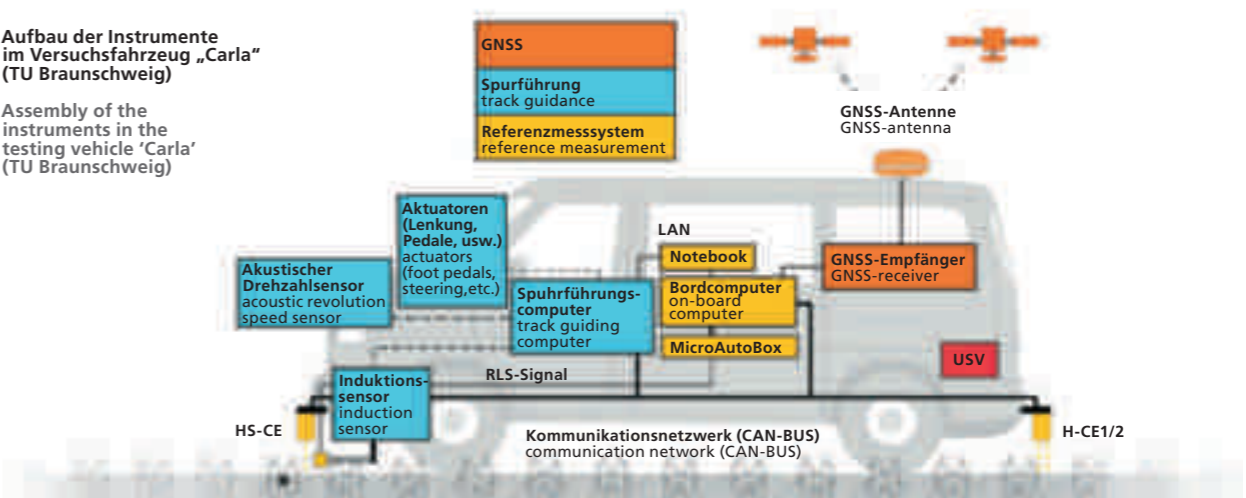 Aufbau der Instrumente
im Versuchsfahrzeug „Carla“
(TU Braunschweig)
Assembly of the
instruments in the
testing vehicle ‘Carla’
(TU Braunschweig)
GNSS
Spurführung
track guidance
Referenzmesssystem
reference measurement
GNSS-Antenne
GNSS-antenna
Aktuatoren
(Lenkung,
Pedale, usw.)
actuators
(foot pedals,
steering,etc.)
Akustischer
Drehzahlsensor
acoustic revolution
speed sensor
Spuhrführungs-
computer
track guiding
computer
LAN
Notebook
Bordcomputer
on-board
computer
MicroAutoBox
GNSS-Empfänger
GNSS-receiver
USV
RLS-Signal
Induktions-
sensor
induction
sensor
HS-CE
Kommunikationsnetzwerk (CAN-BUS)
communication network (CAN-BUS)
H-CE1/2